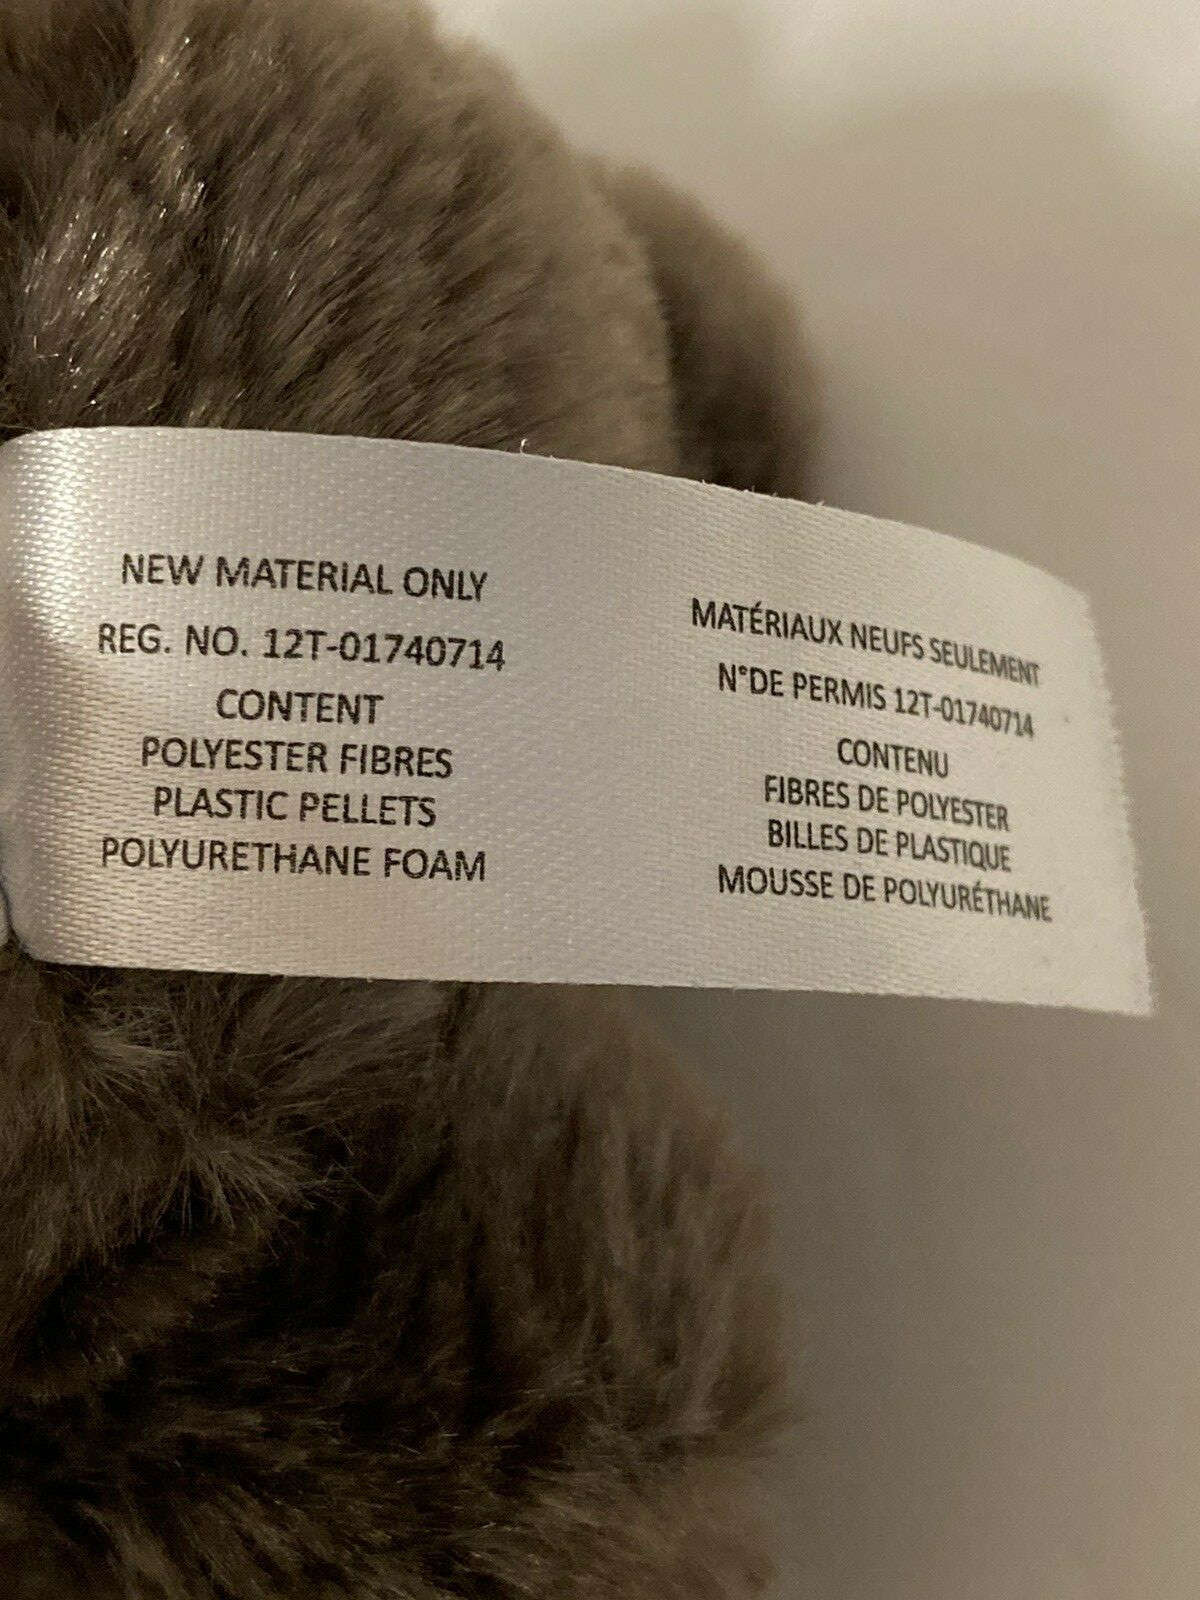 NEW MATERIAL ONLY
REG. NO. 12T-01740714
CONTENT
POLYESTER FIBRES
PLASTIC PELLETS
POLYURETHANE FOAM
MATÉRIAUX NEUFS SEULEMENT
N°DE PERMIS 12T-01740714
CONTENU
FIBRES DE POLYESTER
BILLES DE PLASTIQUE
MOUSSE DE POLYURÉTHANE